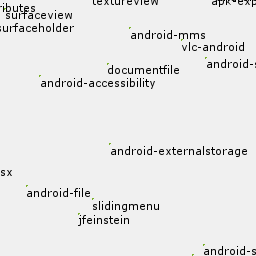 textureview
apk-exp
ributes
surfaceview
surfaceholder
android-mms
vlc-android
android-s
documentfile
android-accessibility
android-externalstorage
sx
android-file
slidingmenu
jfeinstein
android-s